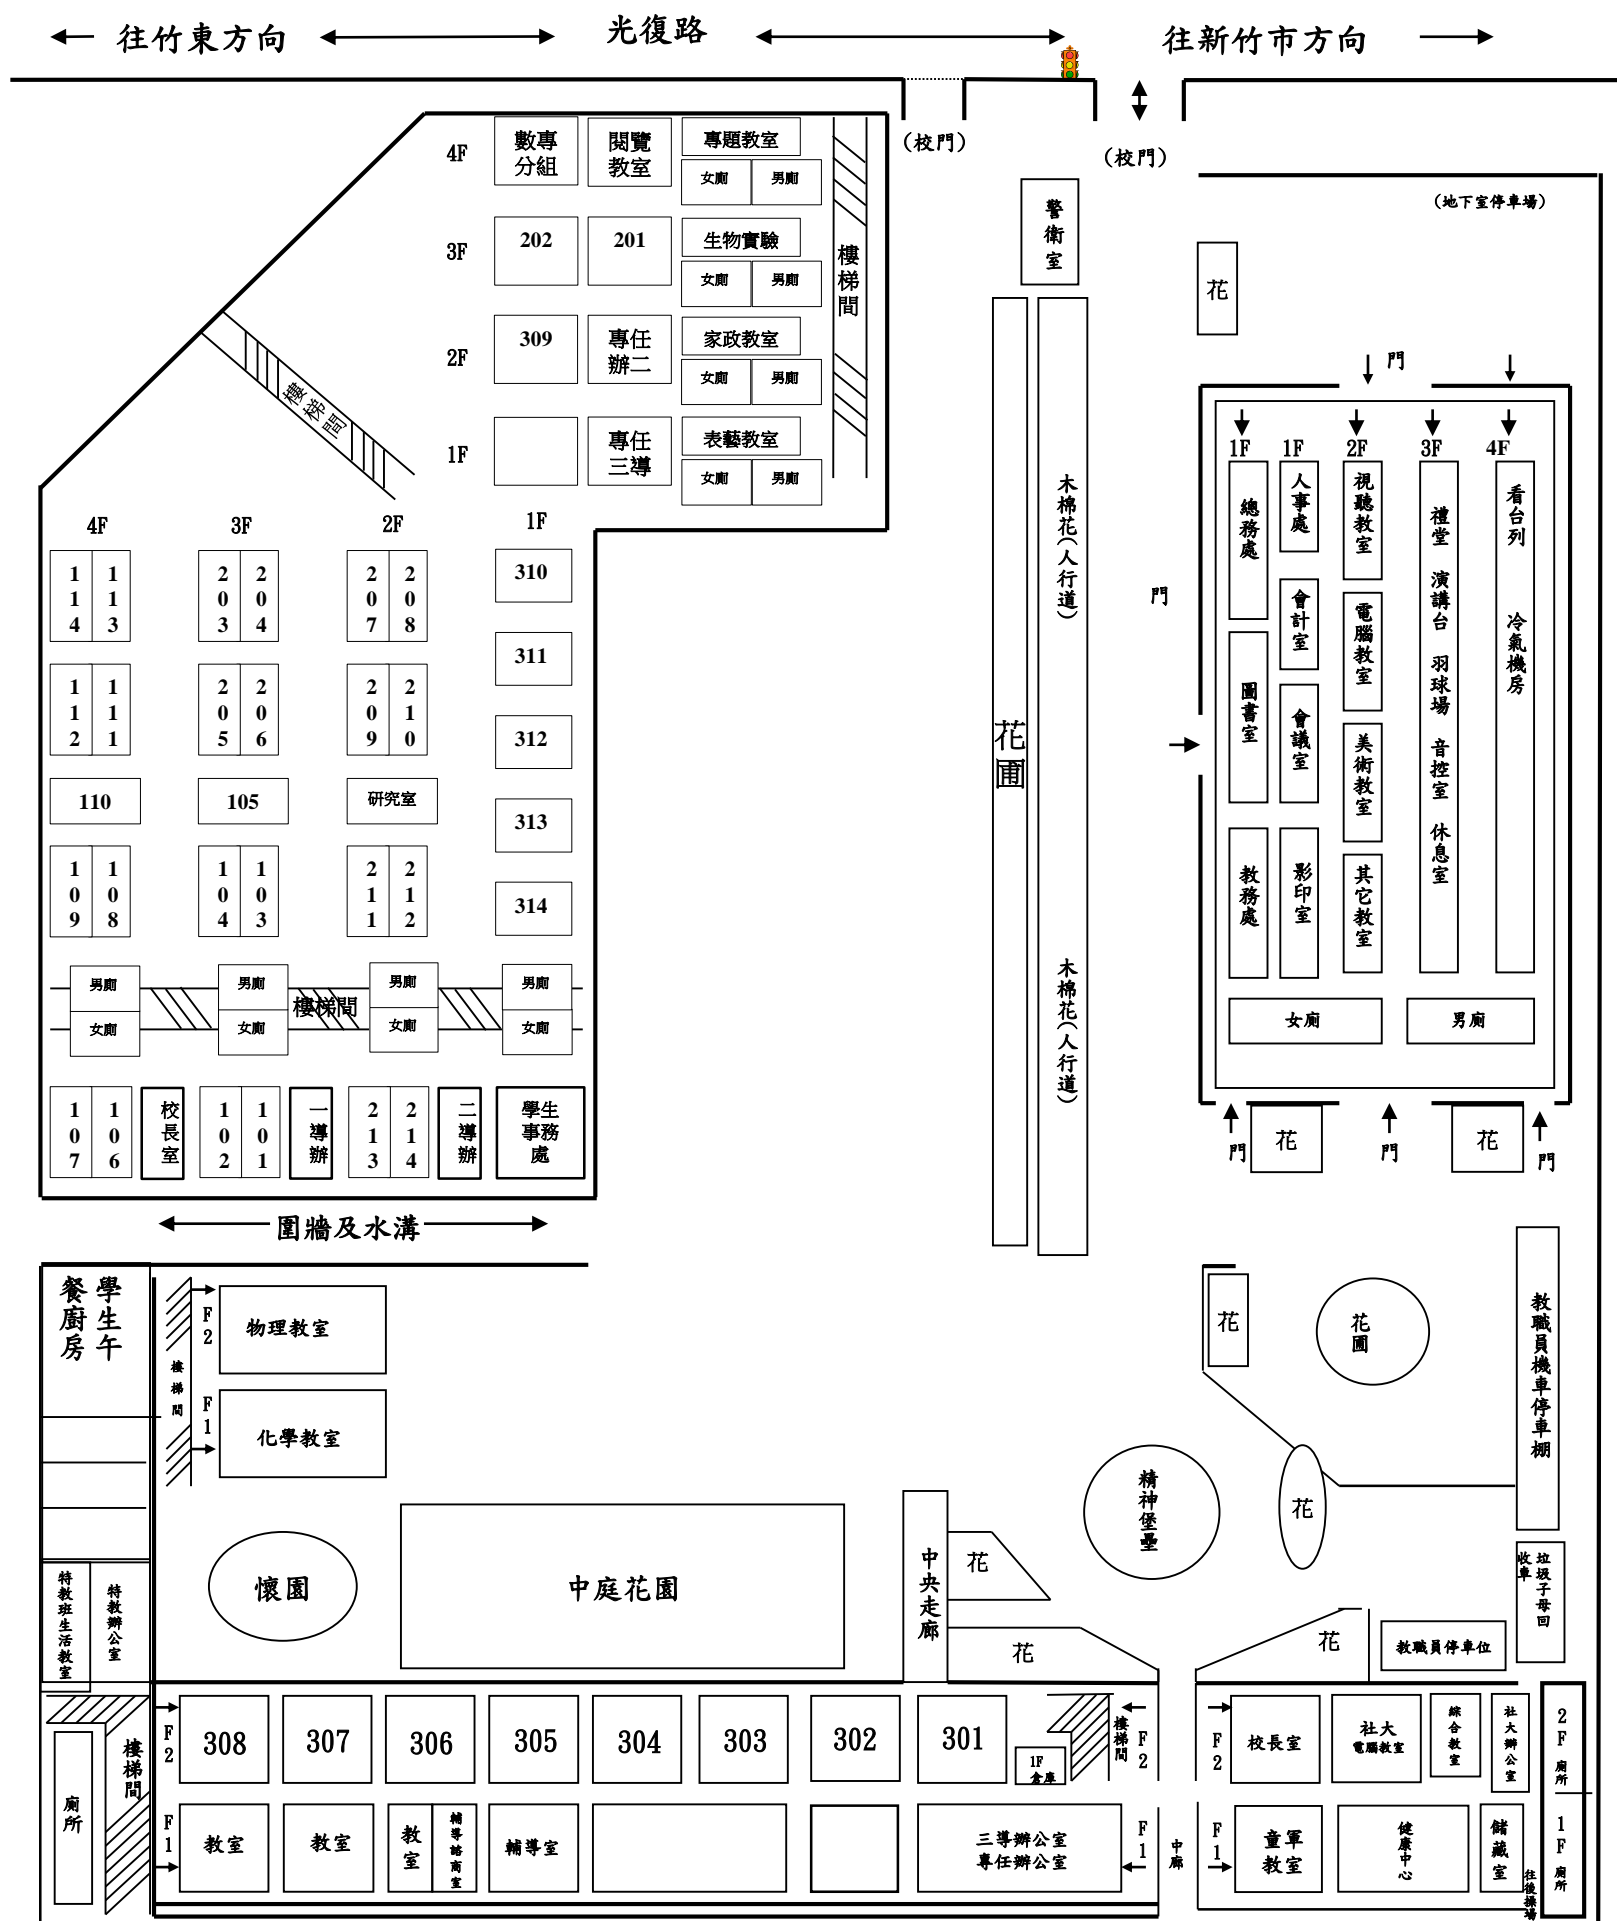 往竹東方向
光復路
往新竹市方向
(校門)
(校門)
(地下室停車場)
4F
數專
分組
閱覽
教室
專題教室
女廁
男廁
3F
202
201
生物實驗
女廁
男廁
2F
309
專任
辦二
家政教室
女廁
男廁
1F
專任
三導
表藝教室
女廁
男廁
樓梯間
樓梯間
警衛室
花
花圃
木棉花(人行道)
木棉花(人行道)
門
門
1F
1F
2F
3F
4F
總務處
圖書室
教務處
人事處
會計室
會議室
影印室
視聽教室
電腦教室
美術教室
其它教室
禮堂 演講台 羽球場 音控室 休息室
看台列 冷氣機房
女廁
男廁
門
花
門
花
門
4F
3F
2F
1F
114
113
203
204
207
208
310
311
112
111
205
206
209
210
312
110
105
研究室
313
109
108
104
103
211
212
314
男廁
女廁
男廁
女廁
樓梯間
男廁
女廁
男廁
女廁
107
106
校長室
102
101
一導辦
213
214
二導辦
學生
事務
處
圍牆及水溝
學生午
餐廚房
樓梯間
F2
物理教室
F1
化學教室
花
花圃
教職員機車停車棚
精神堡壘
花
懷園
中庭花園
中央走廊
花
花
花
教職員停車位
垃圾子母回
收車
特教班生活教室
特教辦公室
廁所
樓梯間
F2
308
307
306
305
304
303
302
301
1F
倉庫
樓梯間
F2
F2
校長室
社大
電腦教室
綜合教室
社大辦公室
2F廁所
F1
教室
教室
教室
輔導諮商室
輔導室
三導辦公室
專任辦公室
F1
中廊
F1
童軍
教室
健康中心
儲藏室
往後操場
1F廁所